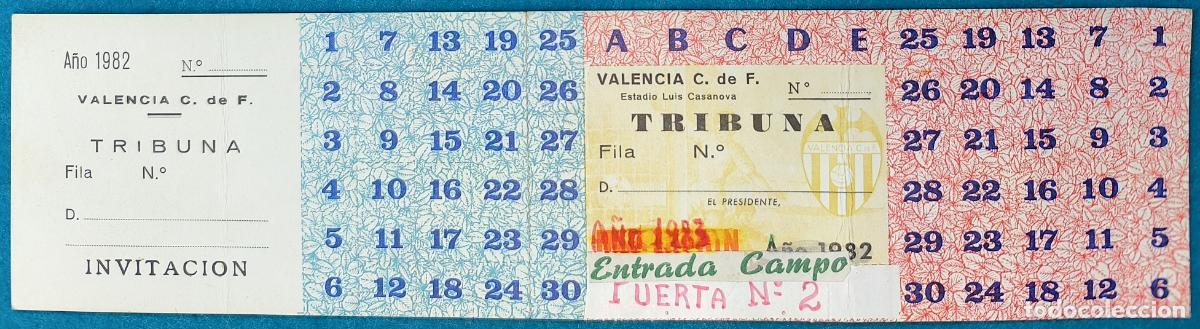 Año 1982 N.º
VALENCIA C. de F.
TRIBUNA
Fila N.º
D.
INVITACION
1 7 13 19 25
2 8 14 20 26
3 9 15 21 27
4 10 16 22 28
5 11 17 23 29
6 12 18 24 30
A B C D E
VALENCIA C. de F.
Estadio Luis Casanova Nº
TRIBUNA
Fila N.º
VALENCIA C. de F.
D.
EL PRESIDENTE,
AÑO 1983
Año 1982
Entrada Campo
PUERTA Nº 2
25 19 13 7 1
26 20 14 8 2
27 21 15 9 3
28 22 16 10 4
29 23 17 11 5
30 24 18 12 6
todocoleccion